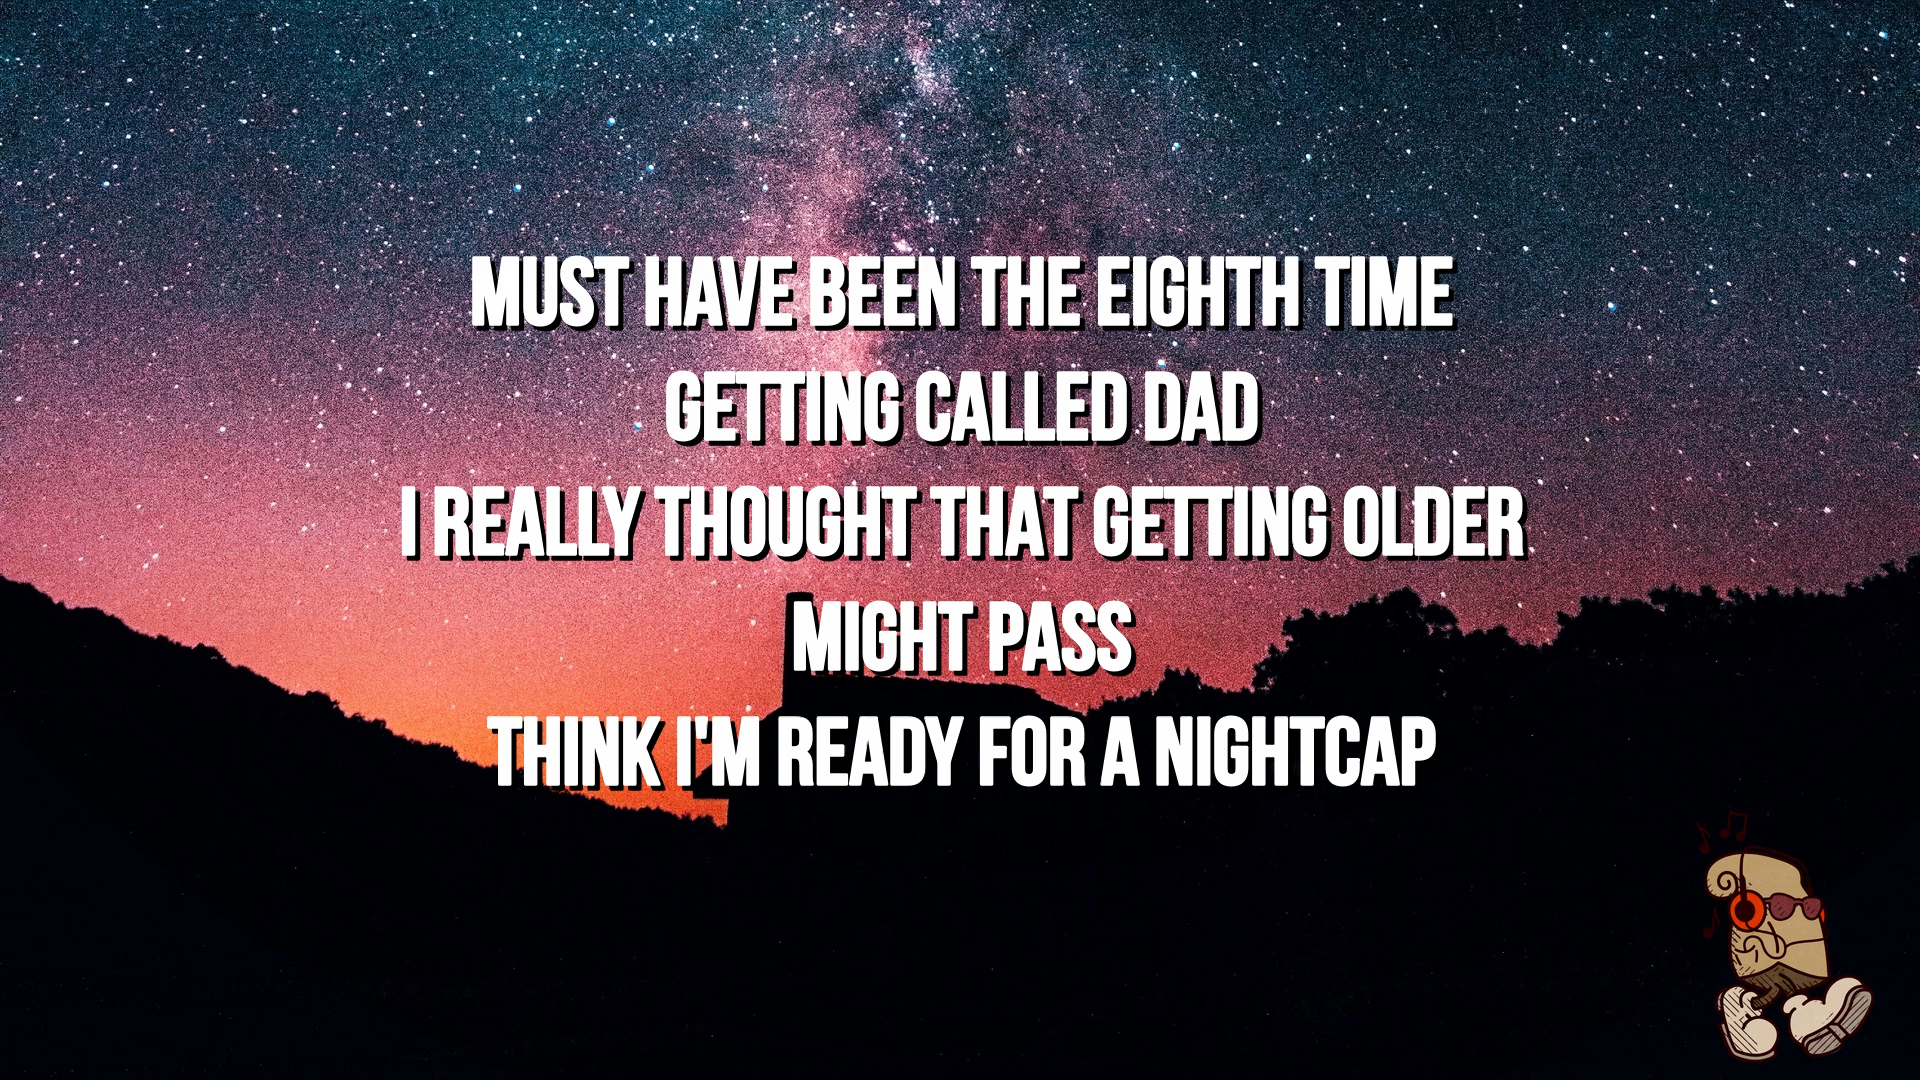 MUST HAVE BEEN THE EIGHTH TIME
GETTING CALLED DAD
I REALLY THOUGHT THAT GETTING OLDER
MIGHT PASS
THINK I'M READY FOR A NIGHTCAP